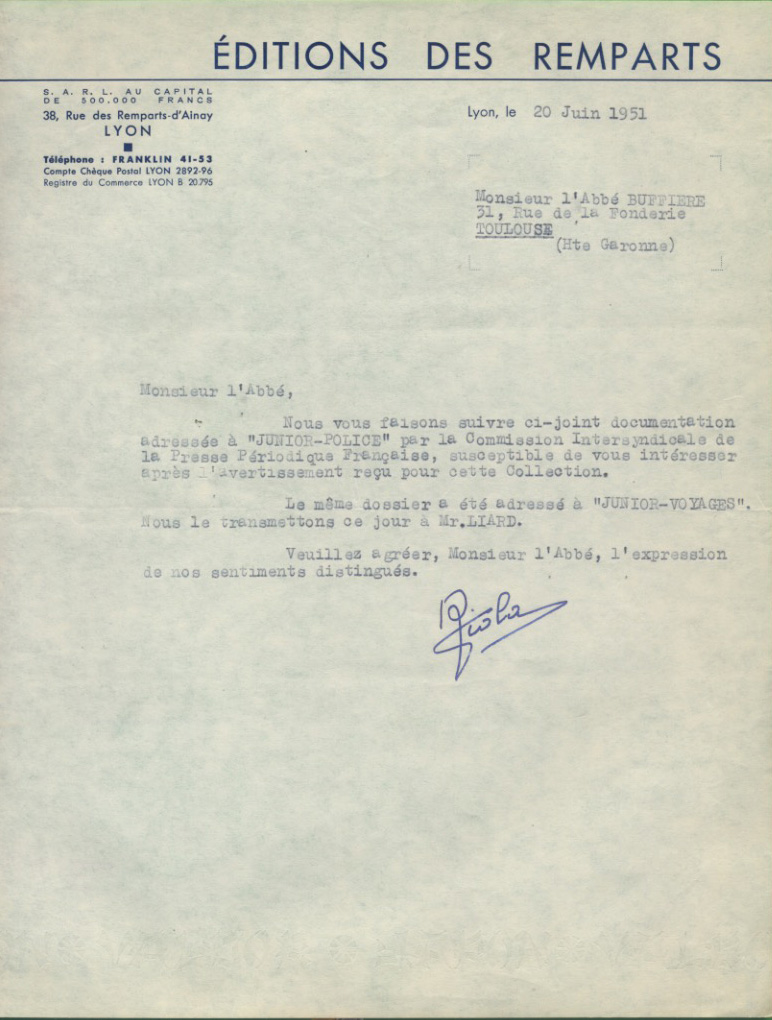 ÉDITIONS DES REMPARTS
S. A. R. L. AU CAPITAL
DE 500.000 FRANCS
38, Rue des Remparts-d'Ainay
LYON
Téléphone : FRANKLIN 41-53
Compte Chèque Postal LYON 2892-96
Registre du Commerce LYON B 20.795
Lyon, le 20 Juin 1951
Monsieur l'Abbé BUFFIERE
31, Rue de la Fonderie
TOULOUSE
(Hte Garonne)
Monsieur l'Abbé,
Nous vous faisons suivre ci-joint documentation
adressée à "JUNIOR-POLICE" par la Commission Intersyndicale de
la Presse Périodique Française, susceptible de vous intéresser
après l'avertissement reçu pour cette Collection.
Le même dossier a été adressé à "JUNIOR-VOYAGES".
Nous le transmettons ce jour à Mr.LIARD.
Veuillez agréer, Monsieur l'Abbé, l'expression
de nos sentiments distingués.